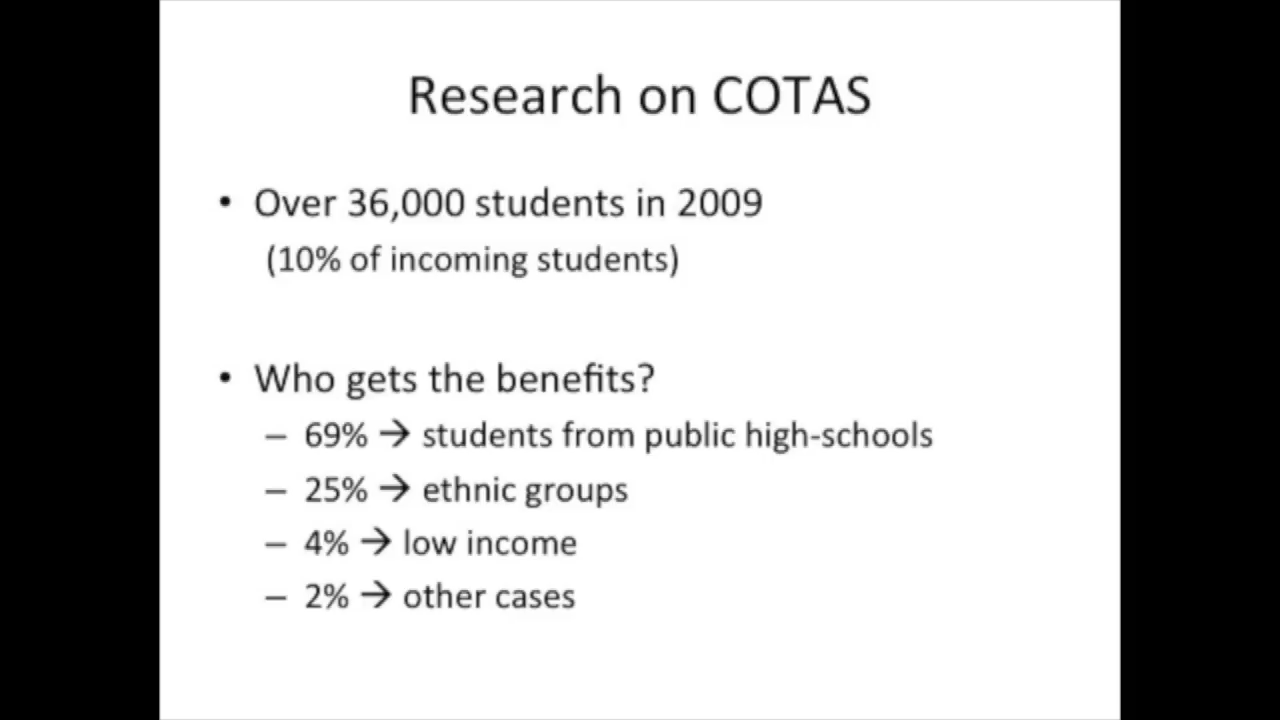 Research on COTAS
• Over 36,000 students in 2009
(10% of incoming students)
• Who gets the benefits?
– 69% → students from public high-schools
– 25% → ethnic groups
– 4% → low income
– 2% → other cases